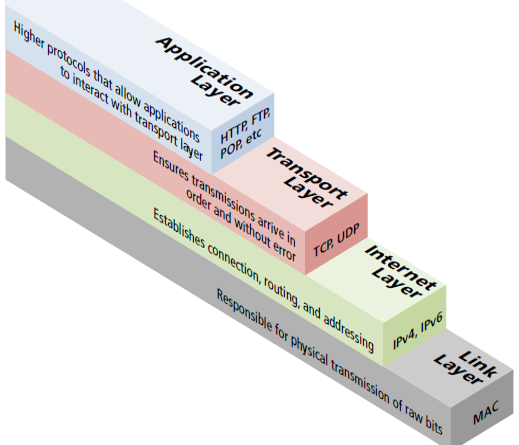 Application
Layer
Higher protocols that allow applications
to interact with transport layer
HTTP, FTP,
POP, etc
Transport
Layer
Ensures transmissions arrive in
order and without error
TCP, UDP
Internet
Layer
Establishes connection, routing, and addressing
IPv4, IPv6
Link
Layer
Responsible for physical transmission of raw bits
MAC